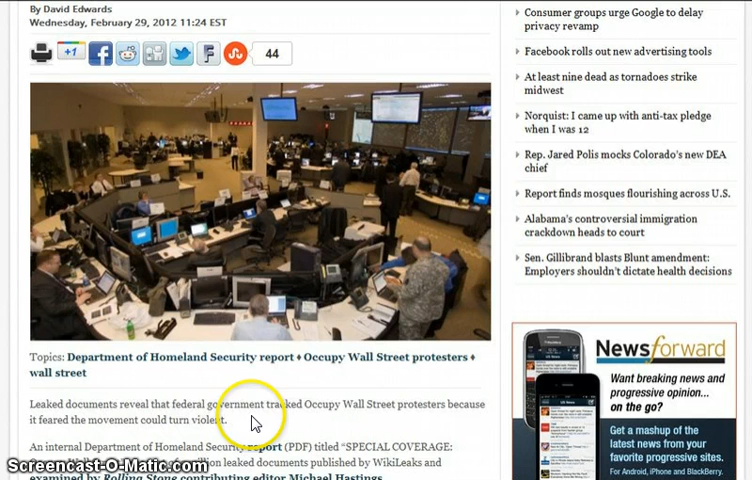 By David Edwards
Wednesday, February 29, 2012 11:24 EST
+1
44
Topics: Department of Homeland Security report ♦ Occupy Wall Street protesters ♦
wall street
Leaked documents reveal that federal government tracked Occupy Wall Street protesters because
it feared the movement could turn violent.
An internal Department of Homeland Security report (PDF) titled “SPECIAL COVERAGE:
million leaked documents published by WikiLeaks and
examined by Rolling Stone contributing editor Michael Hastings
Screencast-O-Matic.com
Consumer groups urge Google to delay
privacy revamp
Facebook rolls out new advertising tools
At least nine dead as tornadoes strike
midwest
Norquist: I came up with anti-tax pledge
when I was 12
Rep. Jared Polis mocks Colorado's new DEA
chief
Report finds mosques flourishing across U.S.
Alabama's controversial immigration
crackdown heads to court
Sen. Gillibrand blasts Blunt amendment:
Employers shouldn't dictate health decisions
Newsforward
Want breaking news and
progressive opinion...
on the go?
Get a mashup of the
latest news from your
favorite progressive sites.
For Android, iPhone and BlackBerry.